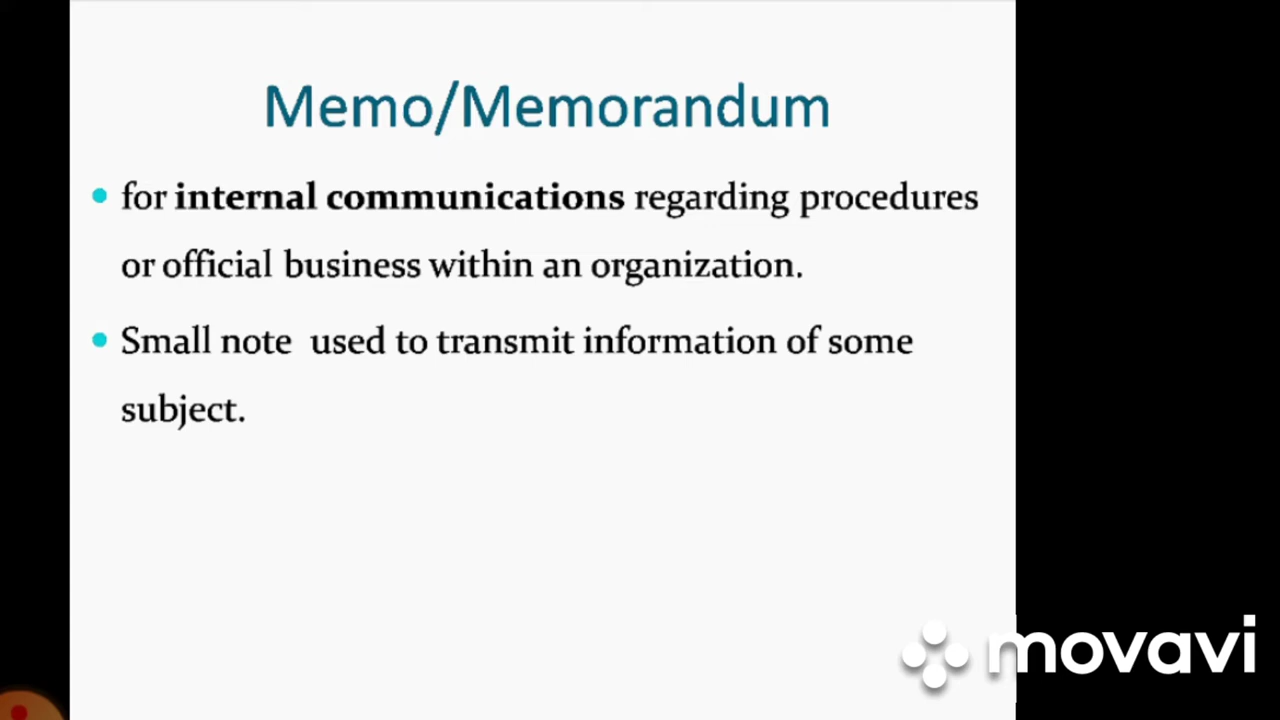 Memo/Memorandum
• for internal communications regarding procedures
or official business within an organization.
• Small note used to transmit information of some
subject.
movavi